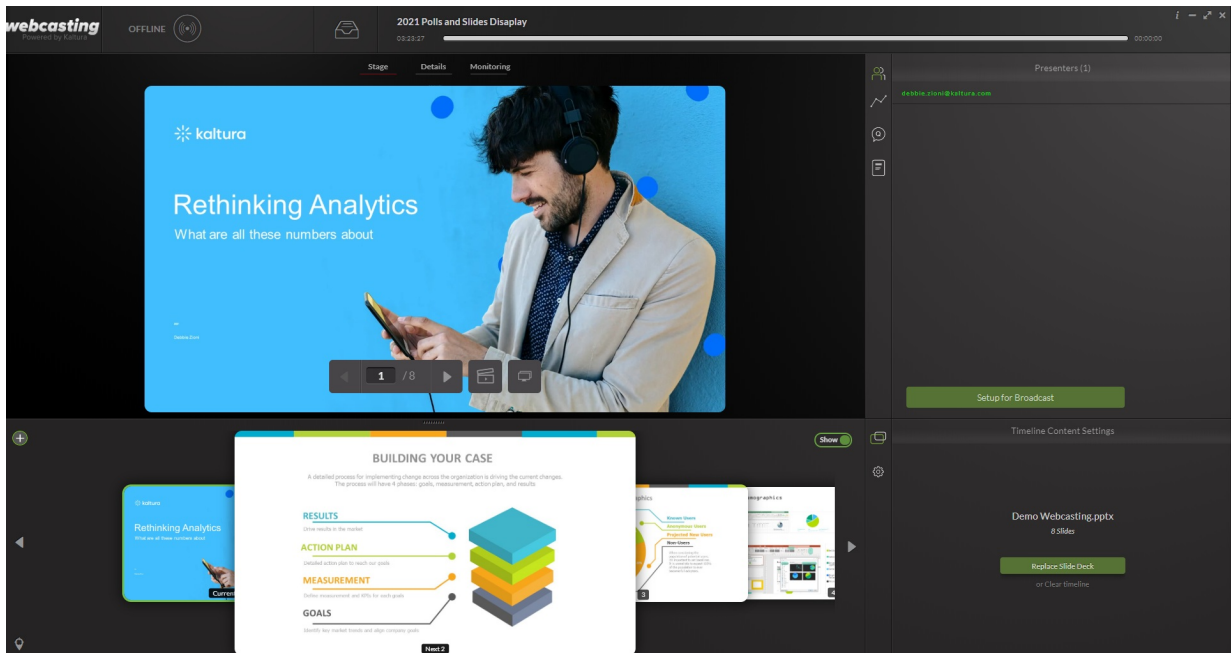 webcasting
Powered by Kaltura
OFFLINE
2021 Polls and Slides Disaplay
03:23:27
00:00:00
Stage
Details
Monitoring
kaltura
Rethinking Analytics
What are all these numbers about
Debbie Zioni
1 / 8
Presenters (1)
debbie.zioni@kaltura.com
Setup for Broadcast
Show
kaltura
Rethinking Analytics
What are all these numbers about
Current
BUILDING YOUR CASE
A detailed process for implementing change across the organization is driving the current changes.
The process will have 4 phases: goals, measurement, action plan, and results
RESULTS
Drive results in the market
ACTION PLAN
Detailed action plan to reach our goals
MEASUREMENT
Define measurement and KPIs for each goals
GOALS
Identify key market trends and align company goals
Next 2
Known Users
Anonymous Users
Projected New Users
Non-Users
3
4
Timeline Content Settings
Demo Webcasting.pptx
8 Slides
Replace Slide Deck
or Clear timeline